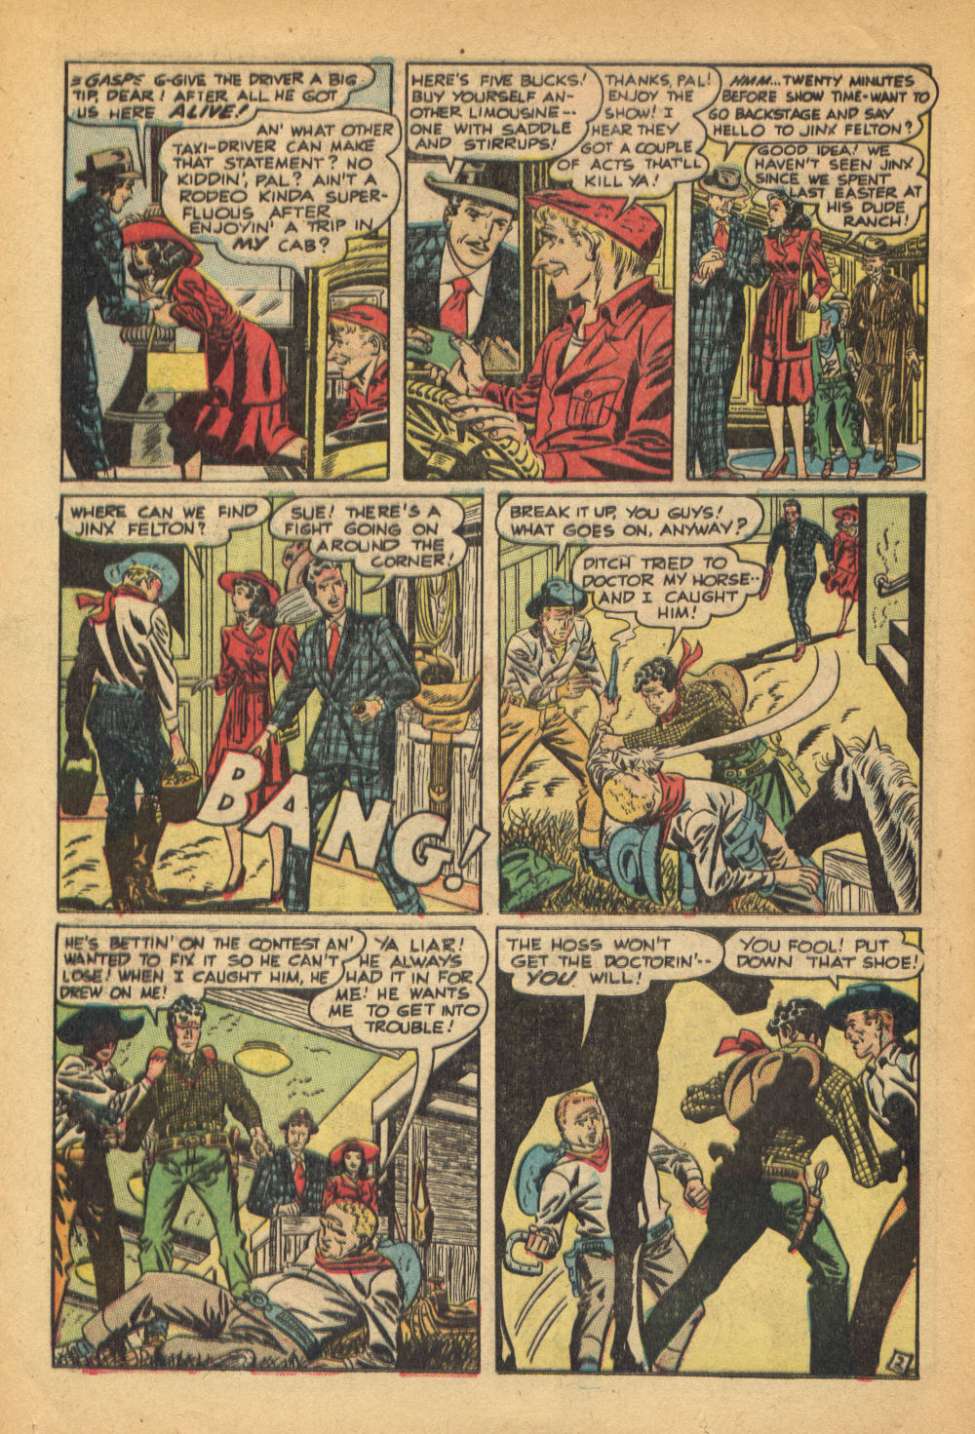 =GASP= G-GIVE THE DRIVER A BIG
TIP, DEAR! AFTER ALL HE GOT
US HERE ALIVE!
AN' WHAT OTHER
TAXI-DRIVER CAN MAKE
THAT STATEMENT? NO
KIDDIN', PAL? AIN'T A
RODEO KINDA SUPER-
FLUOUS AFTER
ENJOYIN' A TRIP IN
MY CAB?
HERE'S FIVE BUCKS!
BUY YOURSELF AN-
OTHER LIMOUSINE--
ONE WITH SADDLE
AND STIRRUPS!
THANKS, PAL!
ENJOY THE
SHOW! I
HEAR THEY
GOT A COUPLE
OF ACTS THAT'LL
KILL YA!
HMM...TWENTY MINUTES
BEFORE SHOW TIME-WANT TO
GO BACKSTAGE AND SAY
HELLO TO JINX FELTON?
GOOD IDEA! WE
HAVEN'T SEEN JINX
SINCE WE SPENT
LAST EASTER AT
HIS DUDE
RANCH!
WHERE CAN WE FIND
JINX FELTON?
SUE! THERE'S A
FIGHT GOING ON
AROUND THE
CORNER!
BANG!
BREAK IT UP, YOU GUYS!
WHAT GOES ON, ANYWAY?
DITCH TRIED TO
DOCTOR MY HORSE--
AND I CAUGHT
HIM!
HE'S BETTIN' ON THE CONTEST AN'
WANTED TO FIX IT SO HE CAN'T
LOSE! WHEN I CAUGHT HIM, HE
DREW ON ME!
YA LIAR!
HE ALWAYS
HAD IT IN FOR
ME! HE WANTS
ME TO GET INTO
TROUBLE!
THE HOSS WON'T
GET THE DOCTORIN'--
YOU WILL!
YOU FOOL! PUT
DOWN THAT SHOE!
2